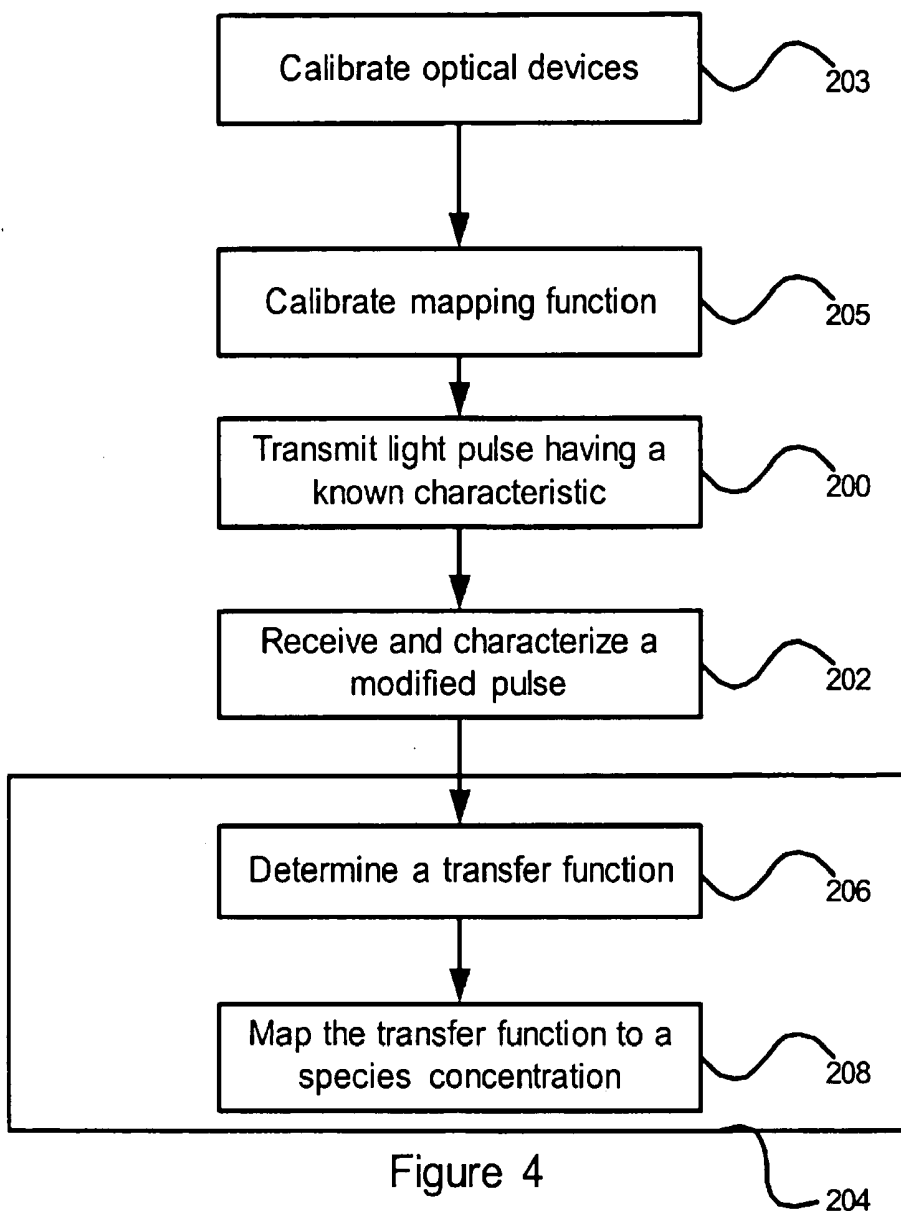 Calibrate optical devices
203
Calibrate mapping function
205
Transmit light pulse having a
known characteristic
200
Receive and characterize a
modified pulse
202
Determine a transfer function
206
Map the transfer function to a
species concentration
208
Figure 4
204